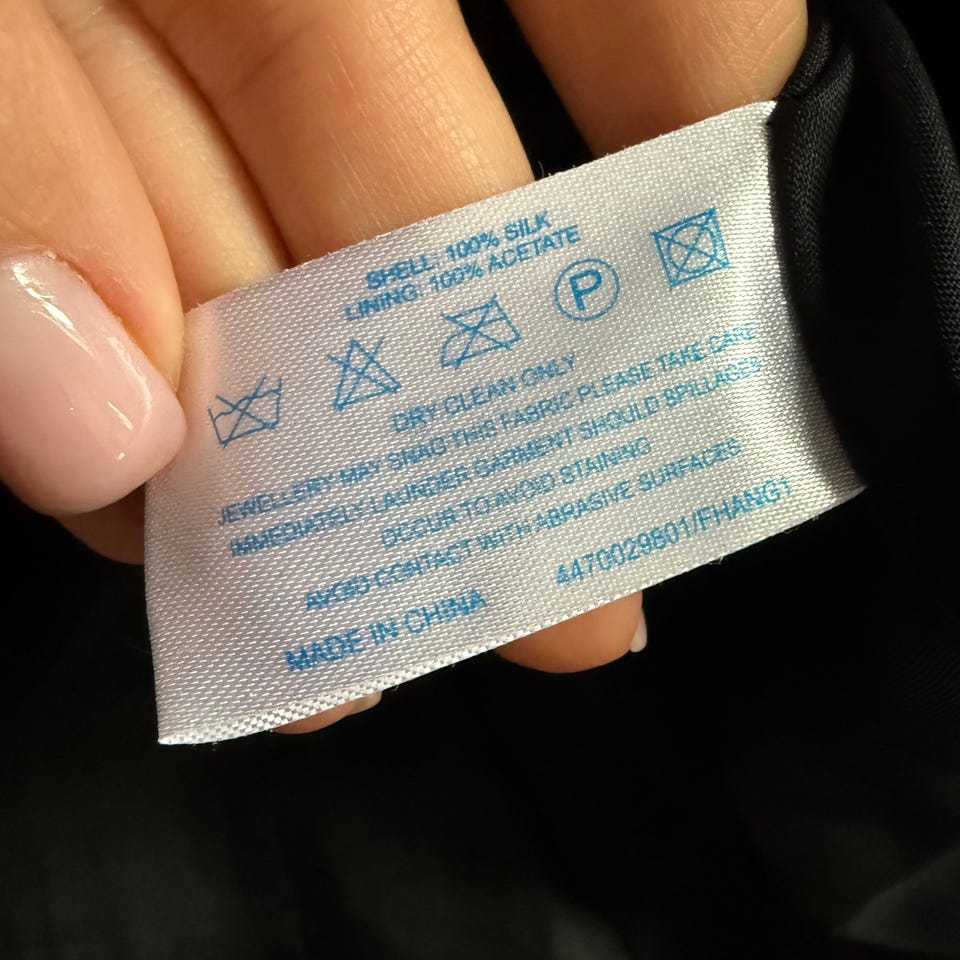 SHELL: 100% SILK
LINING: 100% ACETATE
P
DRY CLEAN ONLY
JEWELLERY MAY SNAG THIS FABRIC PLEASE TAKE CARE
IMMEDIATELY LAUNDER GARMENT SHOULD SPILLAGES
OCCUR TO AVOID STAINING
AVOID CONTACT WITH ABRASIVE SURFACES
MADE IN CHINA 4470029801/FHANG1